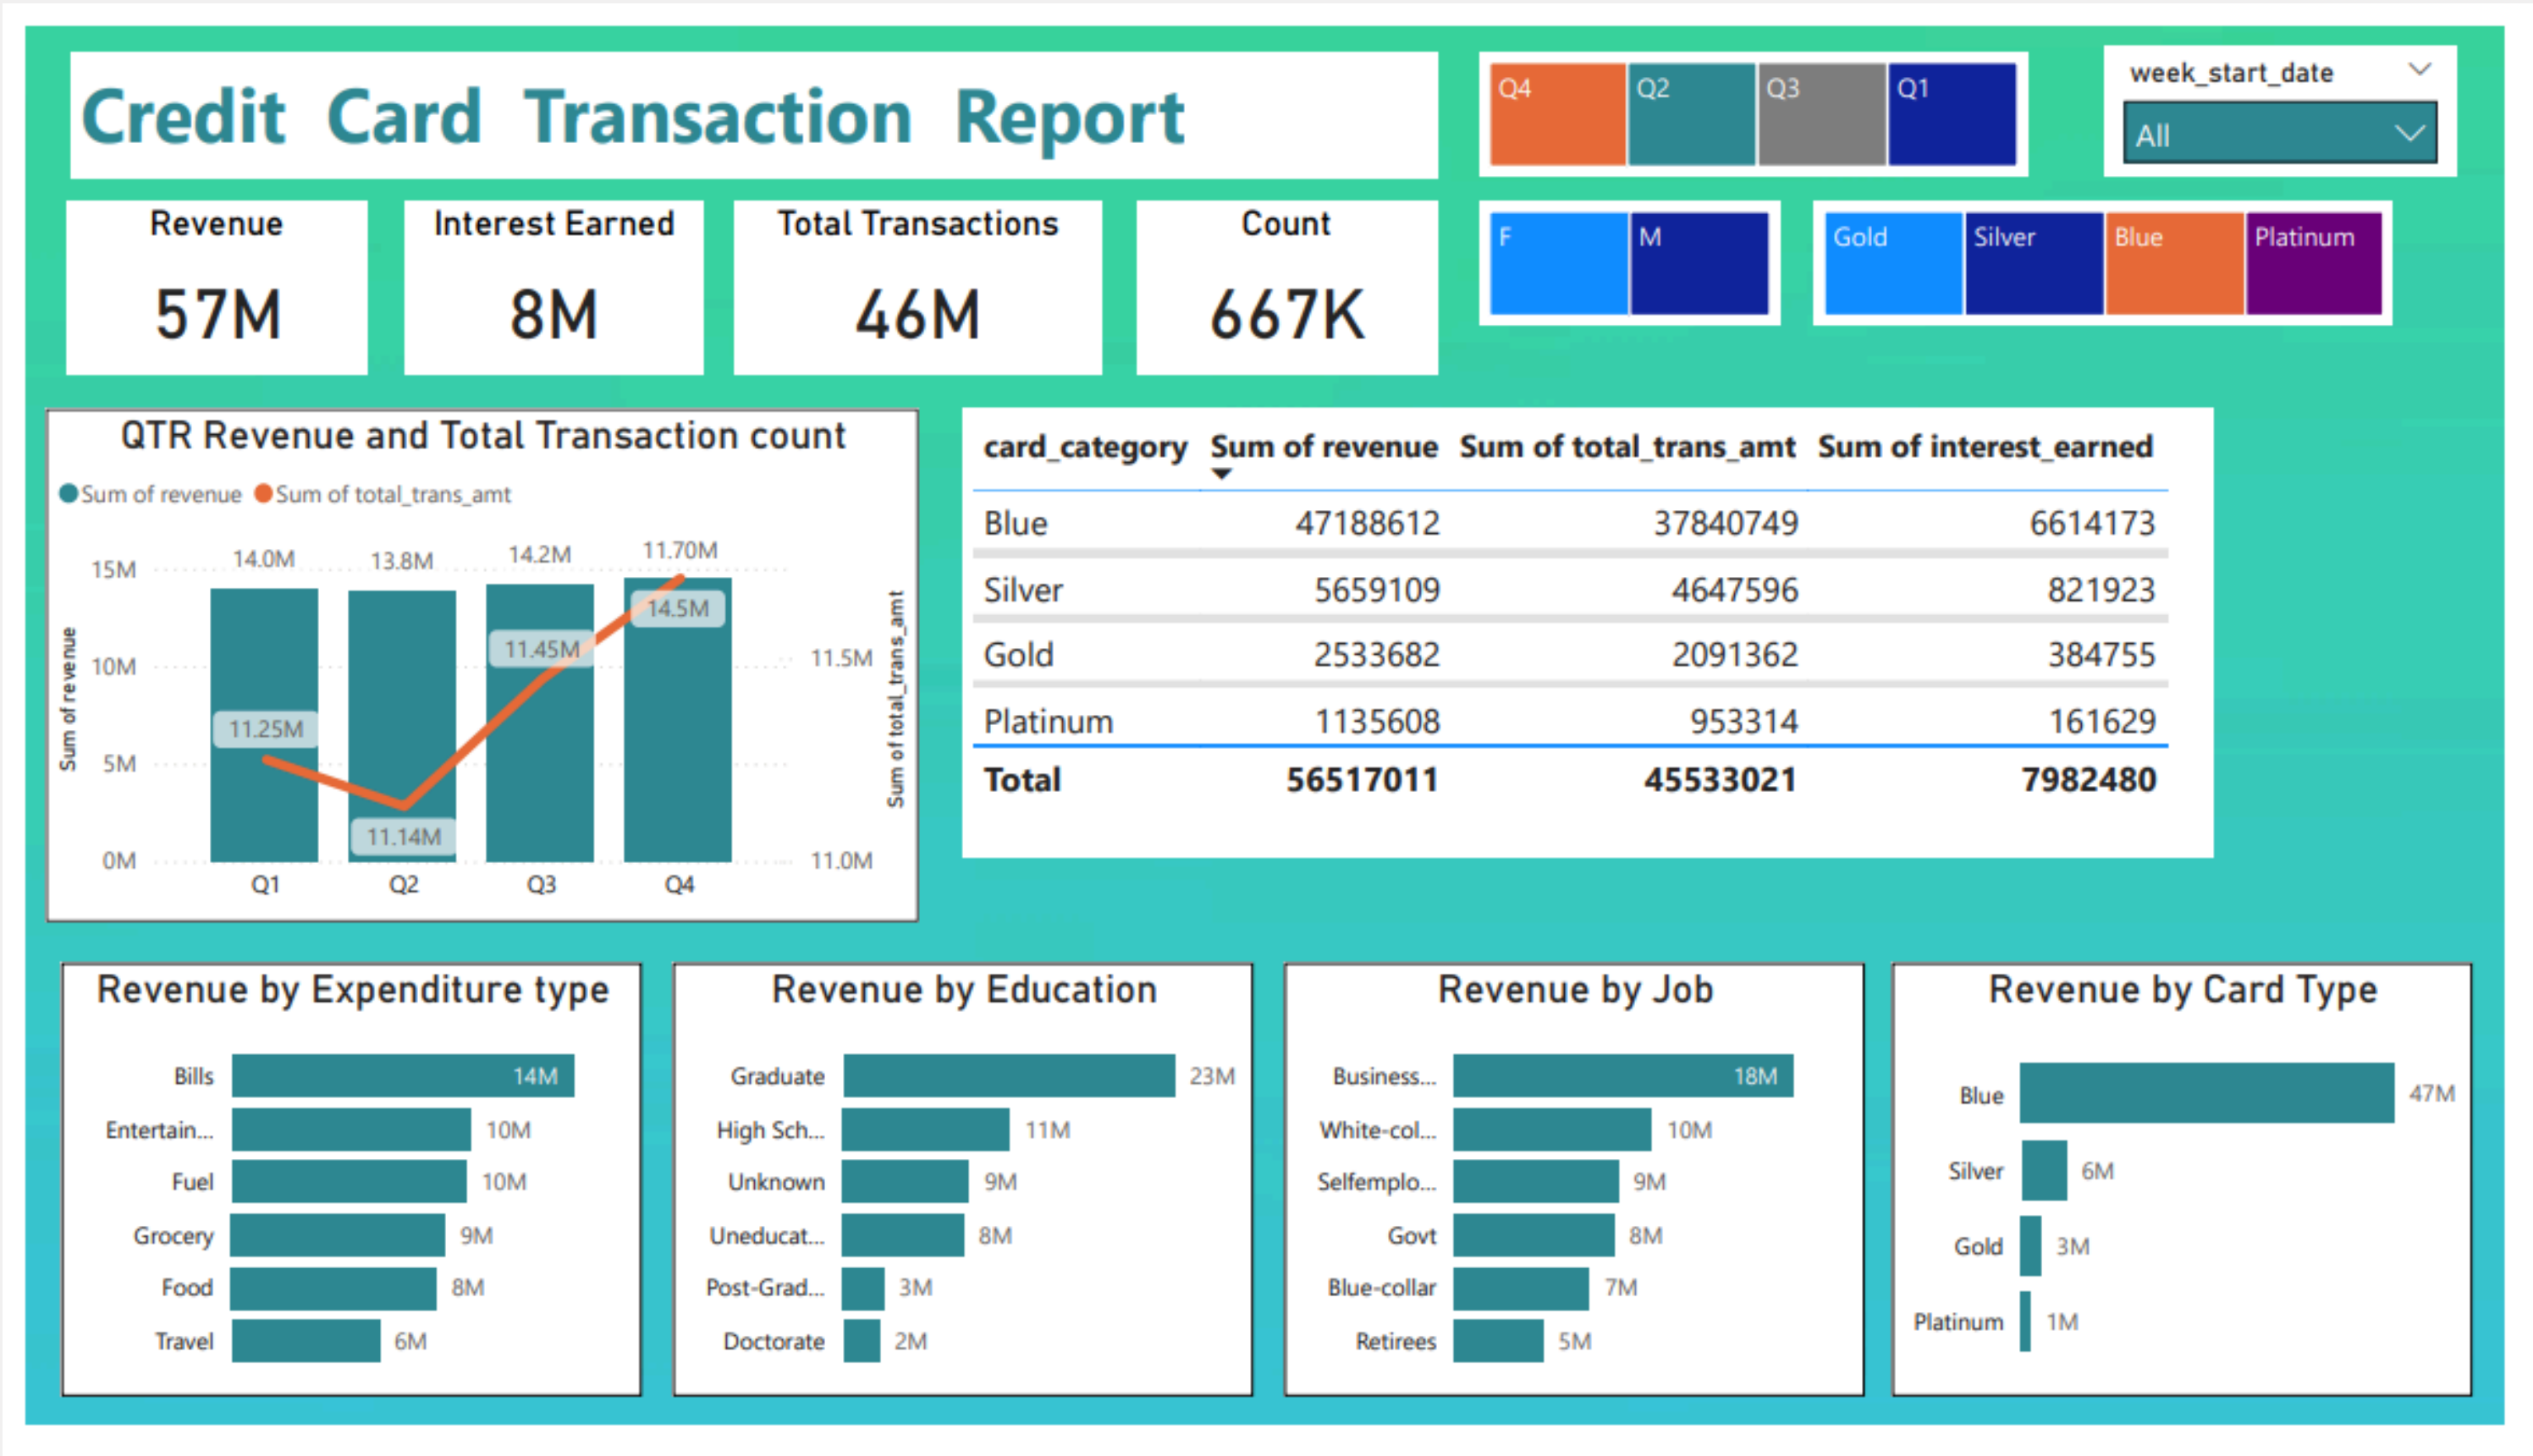 Credit Card Transaction Report
Q4 Q2 Q3 Q1
week_start_date
All
Revenue
57M
Interest Earned
8M
Total Transactions
46M
Count
667K
F M
Gold Silver Blue Platinum
QTR Revenue and Total Transaction count
Sum of revenue Sum of total_trans_amt
Sum of revenue
15M
10M
5M
0M
14.0M 13.8M 14.2M 11.70M
14.5M
11.45M
11.25M
11.14M
11.5M
11.0M
Sum of total_trans_amt
Q1 Q2 Q3 Q4
card_category Sum of revenue Sum of total_trans_amt Sum of interest_earned
Blue 47188612 37840749 6614173
Silver 5659109 4647596 821923
Gold 2533682 2091362 384755
Platinum 1135608 953314 161629
Total 56517011 45533021 7982480
Revenue by Expenditure type
Bills 14M
Entertain... 10M
Fuel 10M
Grocery 9M
Food 8M
Travel 6M
Revenue by Education
Graduate 23M
High Sch... 11M
Unknown 9M
Uneducat... 8M
Post-Grad... 3M
Doctorate 2M
Revenue by Job
Business... 18M
White-col... 10M
Selfemplo... 9M
Govt 8M
Blue-collar 7M
Retirees 5M
Revenue by Card Type
Blue 47M
Silver 6M
Gold 3M
Platinum 1M